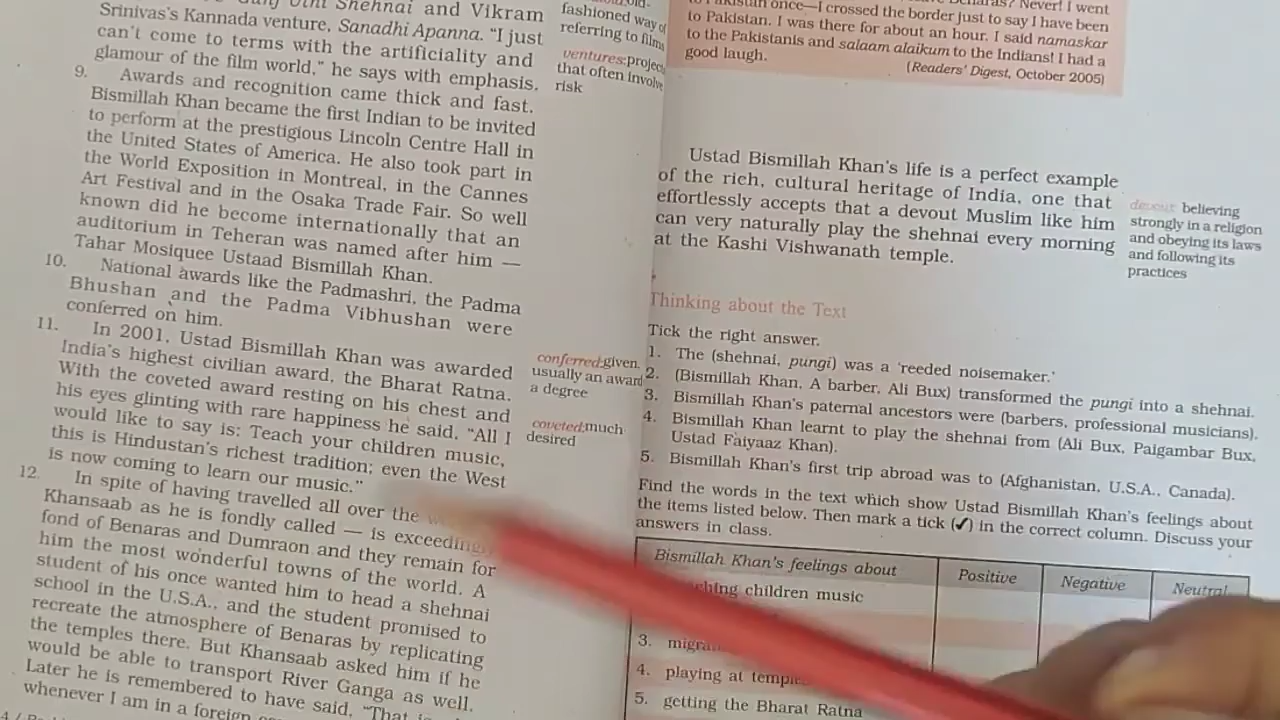 Shehnai and Vikram
Srinivas's Kannada venture, Sanadhi Apanna. "I just
can't come to terms with the artificiality and
glamour of the film world," he says with emphasis.
9. Awards and recognition came thick and fast.
Bismillah Khan became the first Indian to be invited
to perform at the prestigious Lincoln Centre Hall in
the United States of America. He also took part in
the World Exposition in Montreal, in the Cannes
Art Festival and in the Osaka Trade Fair. So well
known did he become internationally that an
auditorium in Teheran was named after him —
Tahar Mosiquee Ustaad Bismillah Khan.
10. National awards like the Padmashri, the Padma
Bhushan and the Padma Vibhushan were
conferred on him.
11. In 2001, Ustad Bismillah Khan was awarded
India's highest civilian award, the Bharat Ratna.
With the coveted award resting on his chest and
his eyes glinting with rare happiness he said, "All I
would like to say is: Teach your children music,
this is Hindustan's richest tradition; even the West
is now coming to learn our music."
12. In spite of having travelled all over the
Khansaab as he is fondly called — is exceedingly
fond of Benaras and Dumraon and they remain for
him the most wonderful towns of the world. A
student of his once wanted him to head a shehnai
school in the U.S.A., and the student promised to
recreate the atmosphere of Benaras by replicating
the temples there. But Khansaab asked him if he
would be able to transport River Ganga as well.
Later he is remembered to have said, "That is
whenever I am in a foreign
fashioned way of
referring to films
ventures:projects
that often involve
risk
conferred:given,
usually an award
a degree
coveted:much
desired
Never! I went
to Pakistan once—I crossed the border just to say I have been
to Pakistan. I was there for about an hour. I said namaskar
to the Pakistanis and salaam alaikum to the Indians! I had a
good laugh.
(Readers' Digest, October 2005)
Ustad Bismillah Khan's life is a perfect example
of the rich, cultural heritage of India, one that
effortlessly accepts that a devout Muslim like him
can very naturally play the shehnai every morning
at the Kashi Vishwanath temple.
devout believing
strongly in a religion
and obeying its laws
and following its
practices
Thinking about the Text
Tick the right answer.
1. The (shehnai, pungi) was a 'reeded noisemaker.'
2. (Bismillah Khan, A barber, Ali Bux) transformed the pungi into a shehnai.
3. Bismillah Khan's paternal ancestors were (barbers, professional musicians).
4. Bismillah Khan learnt to play the shehnai from (Ali Bux, Paigambar Bux,
Ustad Faiyaaz Khan).
5. Bismillah Khan's first trip abroad was to (Afghanistan, U.S.A., Canada).
Find the words in the text which show Ustad Bismillah Khan's feelings about
the items listed below. Then mark a tick (✓) in the correct column. Discuss your
answers in class.
Bismillah Khan's feelings about Positive Negative Neutral
children music
3.
4. playing at
5. getting the Bharat Ratna